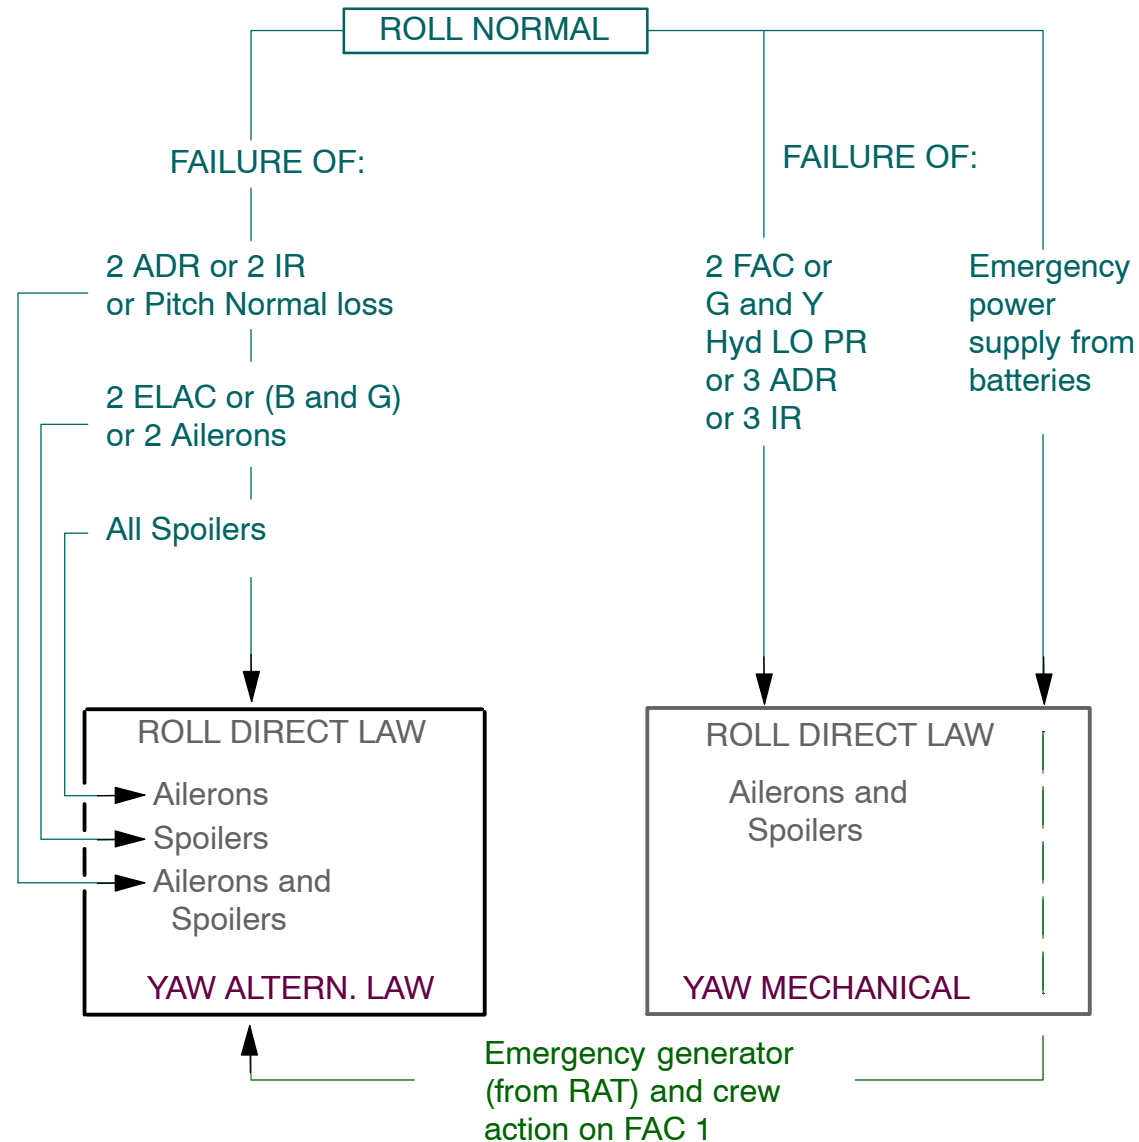 ROLL NORMAL
FAILURE OF:
2 ADR or 2 IR
or Pitch Normal loss
2 ELAC or (B and G)
or 2 Ailerons
All Spoilers
FAILURE OF:
2 FAC or
G and Y
Hyd LO PR
or 3 ADR
or 3 IR
Emergency
power
supply from
batteries
ROLL DIRECT LAW
Ailerons
Spoilers
Ailerons and
Spoilers
YAW ALTERN. LAW
ROLL DIRECT LAW
Ailerons and
Spoilers
YAW MECHANICAL
Emergency generator
(from RAT) and crew
action on FAC 1